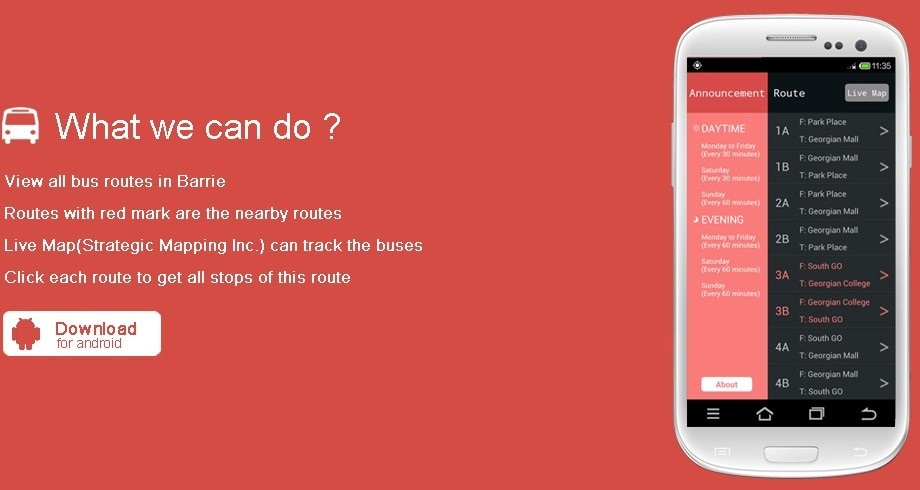 What we can do ?
View all bus routes in Barrie
Routes with red mark are the nearby routes
Live Map(Strategic Mapping Inc.) can track the buses
Click each route to get all stops of this route
Download
for android
11:35
Announcement
DAYTIME
Monday to Friday
(Every 30 minutes)
Saturday
(Every 30 minutes)
Sunday
(Every 60 minutes)
EVENING
Monday to Friday
(Every 60 minutes)
Saturday
(Every 60 minutes)
Sunday
(Every 60 minutes)
About
Route Live Map
1A F: Park Place
T: Georgian Mall >
1B F: Georgian Mall
T: Park Place >
2A F: Park Place
T: Georgian Mall >
2B F: Georgian Mall
T: Park Place >
3A F: South GO
T: Georgian College >
3B F: Georgian College
T: South GO >
4A F: South GO
T: Georgian Mall >
4B F: Georgian Mall
T: South GO >